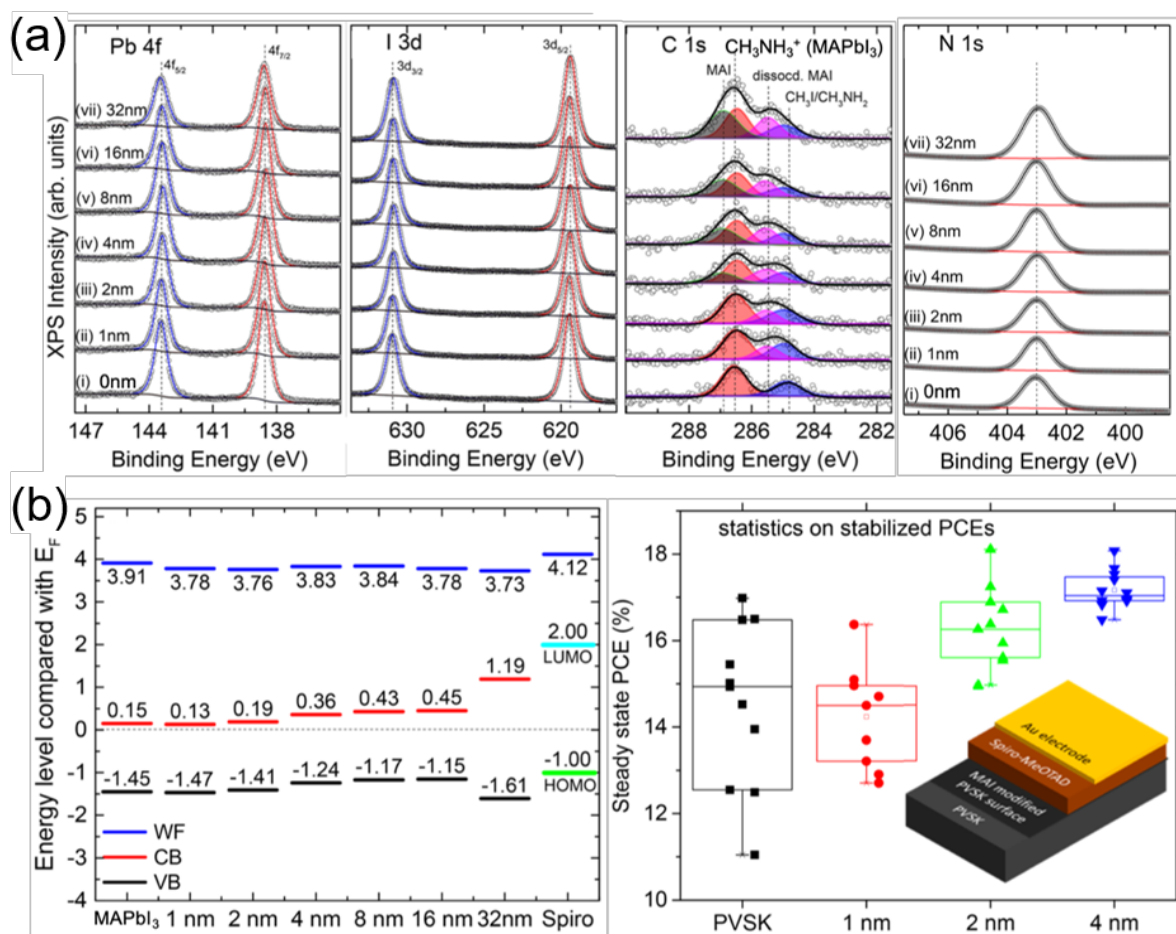 (a)
Pb 4f
4f5/2
4f7/2
(vii) 32nm
(vi) 16nm
(v) 8nm
(iv) 4nm
(iii) 2nm
(ii) 1nm
(i) 0nm
147 144 141 138
Binding Energy (eV)
XPS Intensity (arb. units)
I 3d
3d3/2
3d5/2
630 625 620
Binding Energy (eV)
C 1s CH3NH3+ (MAPbI3)
MAI dissocd. MAI
CH3I/CH3NH2
288 286 284 282
Binding Energy (eV)
N 1s
(vii) 32nm
(vi) 16nm
(v) 8nm
(iv) 4nm
(iii) 2nm
(ii) 1nm
(i) 0nm
406 404 402 400
Binding Energy (eV)
(b)
Energy level compared with EF
5
4
3
2
1
0
-1
-2
-3
-4
3.91 3.78 3.76 3.83 3.84 3.78 3.73 4.12
2.00
LUMO
0.15 0.13 0.19 0.36 0.43 0.45 1.19
-1.45 -1.47 -1.41 -1.24 -1.17 -1.15 -1.61 -1.00
HOMO
WF
CB
VB
MAPbI3 1 nm 2 nm 4 nm 8 nm 16 nm 32nm Spiro
statistics on stabilized PCEs
Steady state PCE (%)
18
16
14
12
10
Au electrode
Spiro-MeOTAD
MAI modified
PVSK surface
PVSK
PVSK 1 nm 2 nm 4 nm